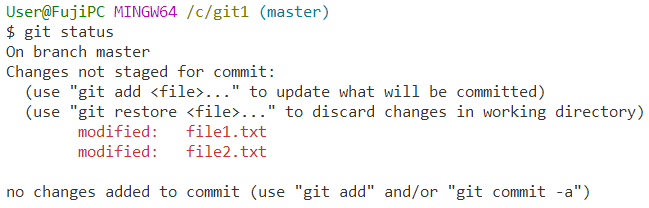 User@FujiPC MINGW64 /c/git1 (master)
$ git status
On branch master
Changes not staged for commit:
  (use "git add <file>..." to update what will be committed)
  (use "git restore <file>..." to discard changes in working directory)
        modified:   file1.txt
        modified:   file2.txt

no changes added to commit (use "git add" and/or "git commit -a")